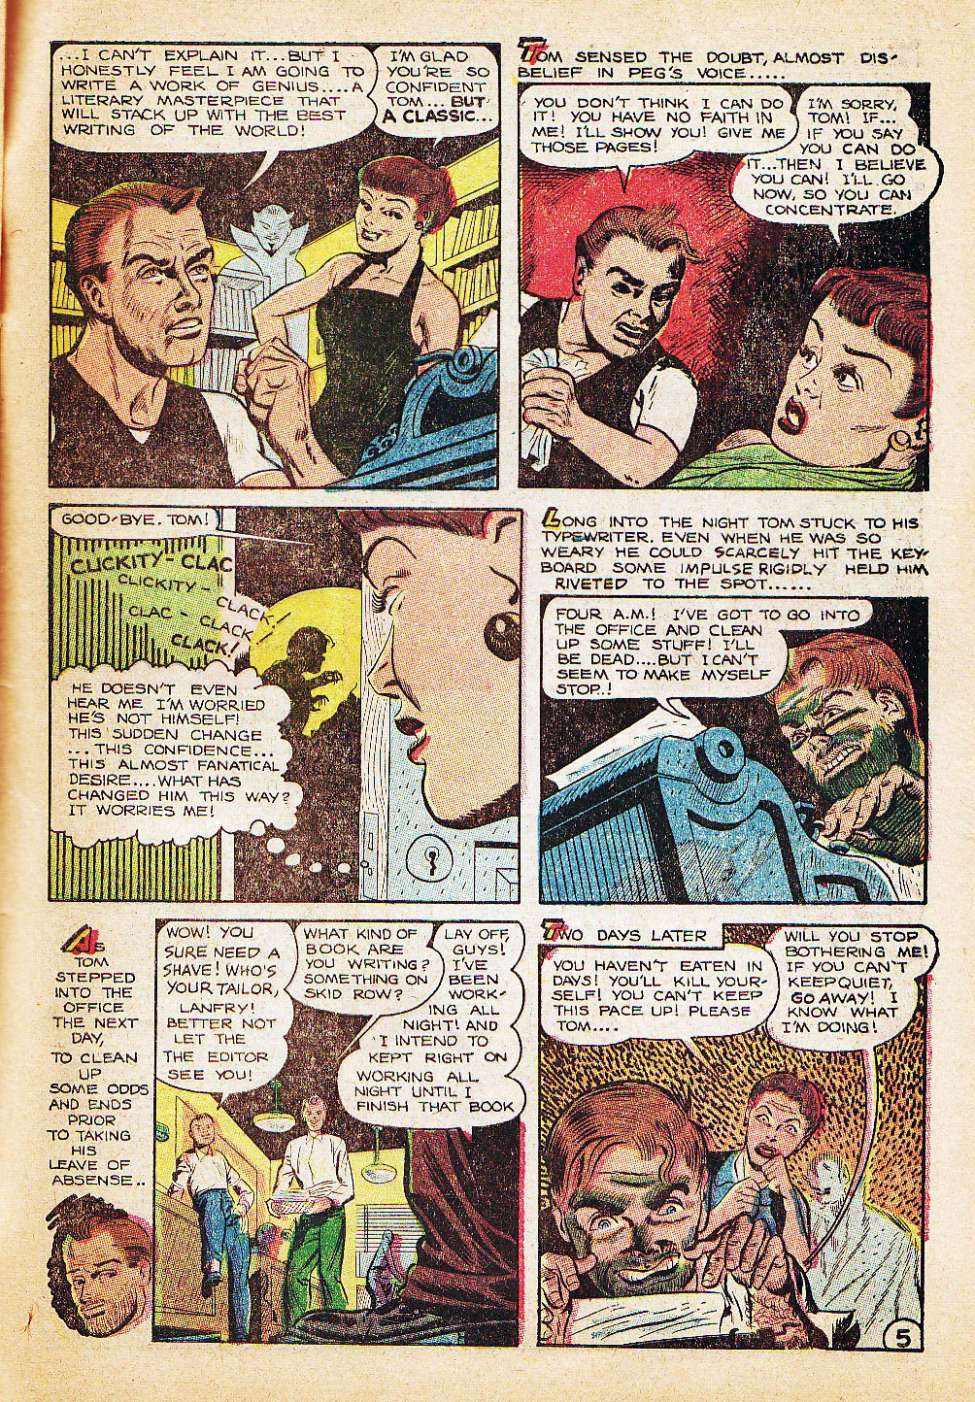 ...I CAN'T EXPLAIN IT...BUT I
HONESTLY FEEL I AM GOING TO
WRITE A WORK OF GENIUS....A
LITERARY MASTERPIECE THAT
WILL STACK UP WITH THE BEST
WRITING OF THE WORLD!
I'M GLAD
YOU'RE SO
CONFIDENT
TOM... BUT
A CLASSIC...
TOM SENSED THE DOUBT, ALMOST DIS-
BELIEF IN PEG'S VOICE.....
YOU DON'T THINK I CAN DO
IT! YOU HAVE NO FAITH IN
ME! I'LL SHOW YOU! GIVE ME
THOSE PAGES!
I'M SORRY,
TOM! IF...
IF YOU SAY
YOU CAN DO
IT...THEN I BELIEVE
YOU CAN! I'LL GO
NOW, SO YOU CAN
CONCENTRATE.
GOOD-BYE. TOM!
CLICKITY-CLAC
CLICKITY-
CLACK-
CLAC-CLACK
CLACK!
HE DOESN'T EVEN
HEAR ME I'M WORRIED
HE'S NOT HIMSELF!
THIS SUDDEN CHANGE
...THIS CONFIDENCE...
THIS ALMOST FANATICAL
DESIRE....WHAT HAS
CHANGED HIM THIS WAY?
IT WORRIES ME!
LONG INTO THE NIGHT TOM STUCK TO HIS
TYPEWRITER. EVEN WHEN HE WAS SO
WEARY HE COULD SCARCELY HIT THE KEY-
BOARD SOME IMPULSE RIGIDLY HELD HIM
RIVETED TO THE SPOT......
FOUR A.M.! I'VE GOT TO GO INTO
THE OFFICE AND CLEAN
UP SOME STUFF! I'LL
BE DEAD....BUT I CAN'T
SEEM TO MAKE MYSELF
STOP..!
AS
TOM
STEPPED
INTO THE
OFFICE
THE NEXT
DAY,
TO CLEAN
UP
SOME ODDS
AND ENDS
PRIOR
TO TAKING
HIS
LEAVE OF
ABSENSE..
WOW! YOU
SURE NEED A
SHAVE! WHO'S
YOUR TAILOR,
LANFRY!
BETTER NOT
LET THE
THE EDITOR
SEE YOU!
WHAT KIND OF
BOOK ARE
YOU WRITING?
SOMETHING ON
SKID ROW?
LAY OFF,
GUYS!
I'VE
BEEN
WORK-
ING ALL
NIGHT! AND
I INTEND TO
KEPT RIGHT ON
WORKING ALL
NIGHT UNTIL I
FINISH THAT BOOK
TWO DAYS LATER
YOU HAVEN'T EATEN IN
DAYS! YOU'LL KILL YOUR-
SELF! YOU CAN'T KEEP
THIS PACE UP! PLEASE
TOM....
WILL YOU STOP
BOTHERING ME!
IF YOU CAN'T
KEEP QUIET,
GO AWAY! I
KNOW WHAT
I'M DOING!
5